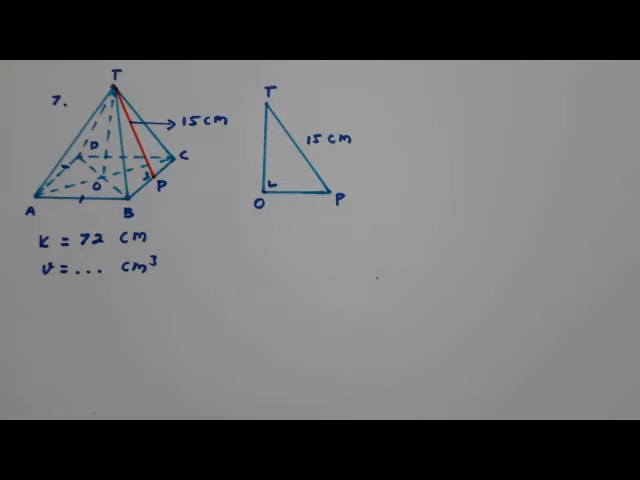 7.
T
15 cm
D
C
O
P
A
B
K = 72 cm
V = ... cm³
T
15 cm
O
P